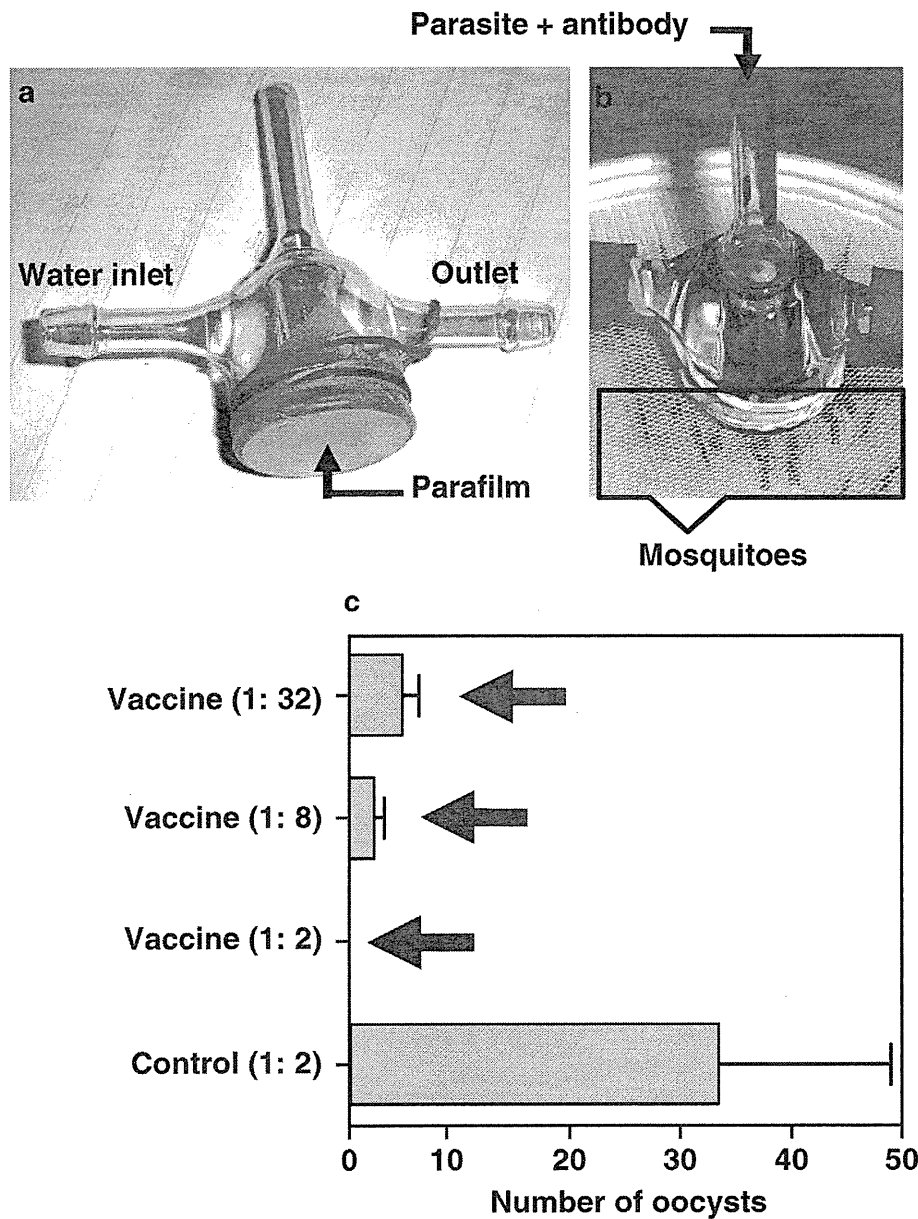 Parasite + antibody
a
b
Water inlet
Outlet
Parafilm
Mosquitoes
c
Vaccine (1: 32)
Vaccine (1: 8)
Vaccine (1: 2)
Control (1: 2)
0 10 20 30 40 50
Number of oocysts